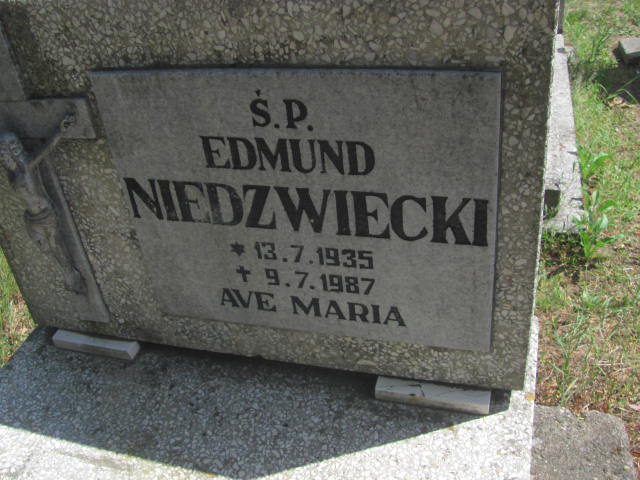 Ś.P.
EDMUND
NIEDZWIECKI
* 13.7.1935
✝ 9.7.1987
AVE MARIA